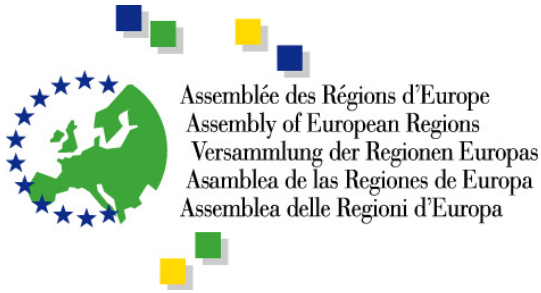 Assemblée des Régions d'Europe
Assembly of European Regions
Versammlung der Regionen Europas
Asamblea de las Regiones de Europa
Assemblea delle Regioni d'Europa